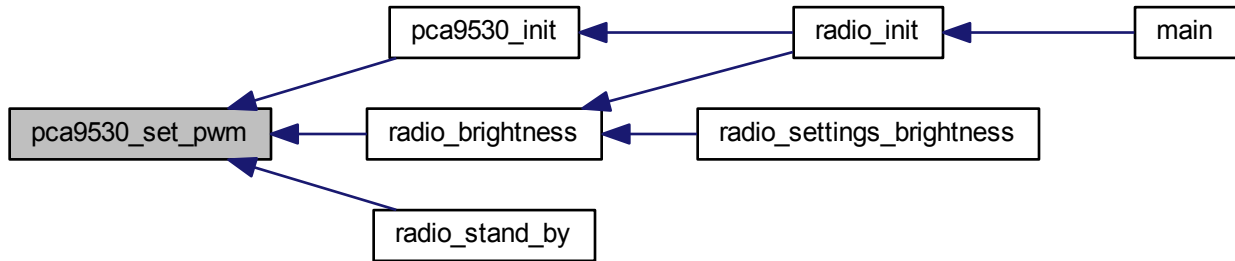 pca9530_init
radio_init
main
pca9530_set_pwm
radio_brightness
radio_settings_brightness
radio_stand_by